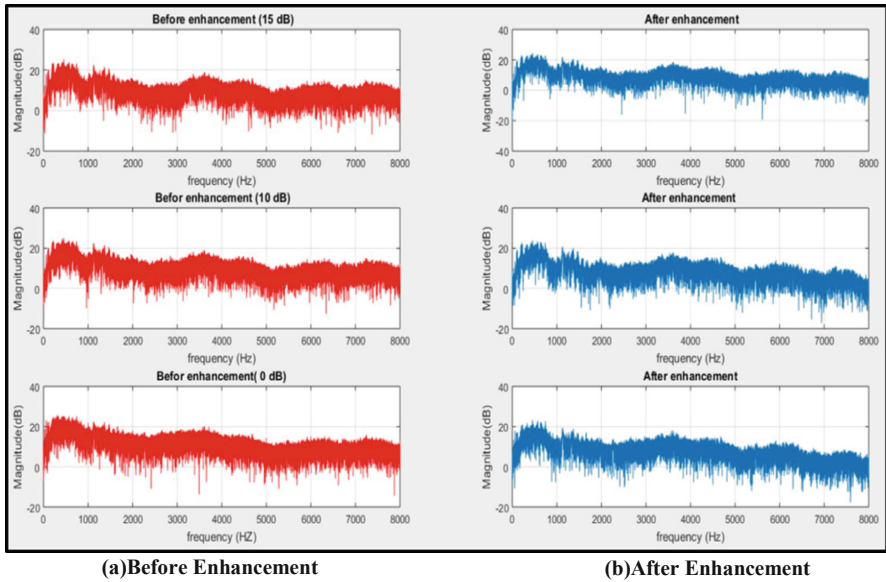 Before enhancement (15 dB)
40
20
0
-20
Magnitude(dB)
0 1000 2000 3000 4000 5000 6000 7000 8000
frequency (Hz)
After enhancement
40
20
0
-20
-40
Magnitude(dB)
0 1000 2000 3000 4000 5000 6000 7000 8000
frequency (Hz)
Befor enhancement (10 dB)
40
20
0
-20
Magnitude(dB)
0 1000 2000 3000 4000 5000 6000 7000 8000
frequency (Hz)
After enhancement
40
20
0
-20
Magnitude(dB)
0 1000 2000 3000 4000 5000 6000 7000 8000
frequency (Hz)
Befor enhancement( 0 dB)
40
20
0
-20
Magnitude(dB)
0 1000 2000 3000 4000 5000 6000 7000 8000
frequency (HZ)
After enhancement
40
20
0
-20
Magnitude(dB)
0 1000 2000 3000 4000 5000 6000 7000 8000
frequency (Hz)
(a)Before Enhancement
(b)After Enhancement